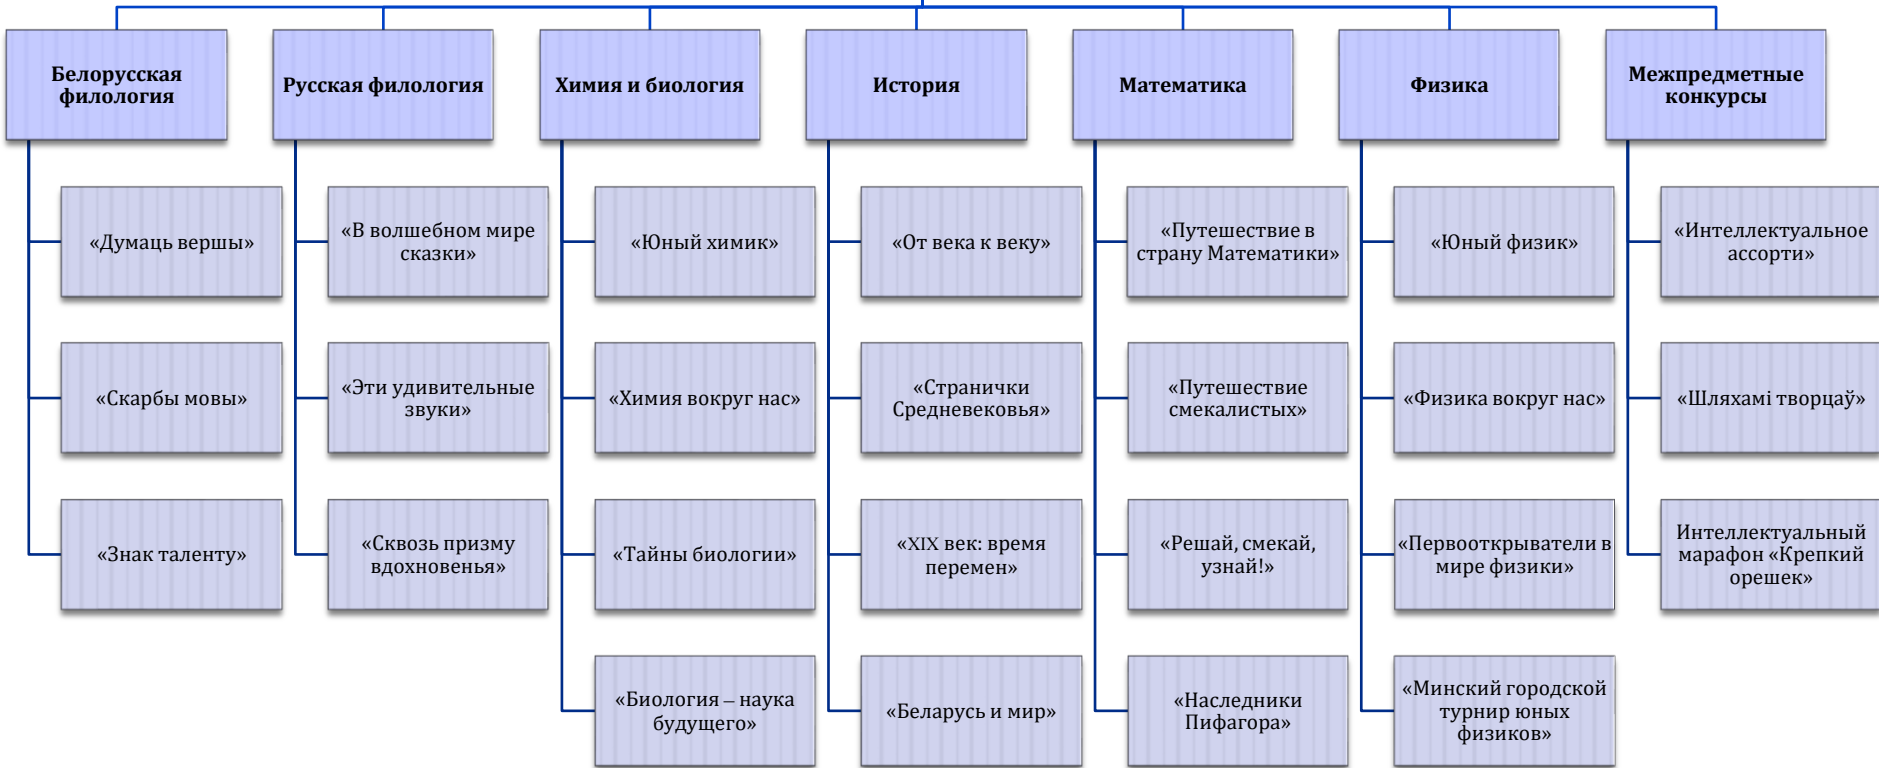 Белорусская
филология
Русская филология
Химия и биология
История
Математика
Физика
Межпредметные
конкурсы
«Думаць вершы»
«В волшебном мире
сказки»
«Юный химик»
«От века к веку»
«Путешествие в
страну Математики»
«Юный физик»
«Интеллектуальное
ассорти»
«Скарбы мовы»
«Эти удивительные
звуки»
«Химия вокруг нас»
«Странички
Средневековья»
«Путешествие
смекалистых»
«Физика вокруг нас»
«Шляхамі творцаў»
«Знак таленту»
«Сквозь призму
вдохновенья»
«Тайны биологии»
«XIX век: время
перемен»
«Решай, смекай,
узнай!»
«Первооткрыватели в
мире физики»
Интеллектуальный
марафон «Крепкий
орешек»
«Биология – наука
будущего»
«Беларусь и мир»
«Наследники
Пифагора»
«Минский городской
турнир юных
физиков»